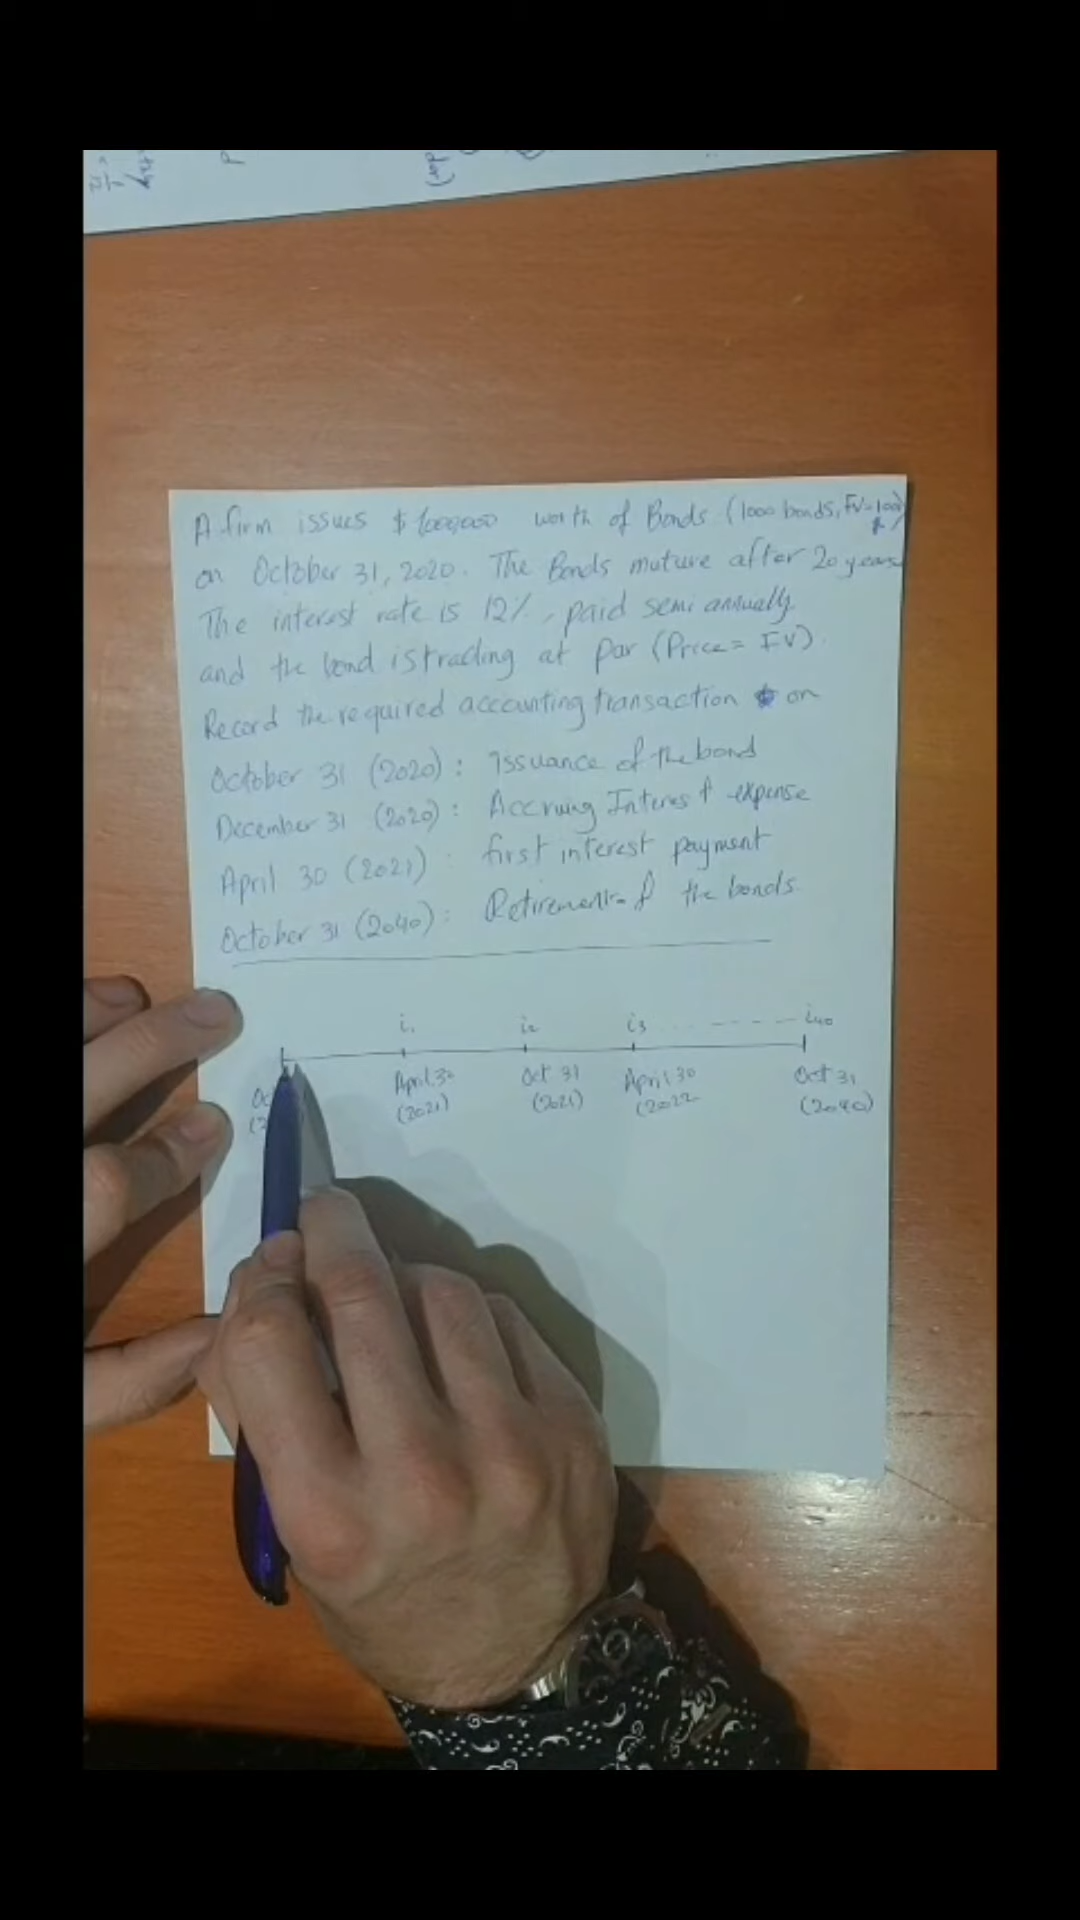 A firm issues $ 1000,000 worth of Bonds (1000 bonds, FV=1000)
on October 31, 2020. The Bonds mature after 20 years
The interest rate is 12%, paid semi annually
and the bond is trading at par (Price = FV).
Record the required accounting transaction on
October 31 (2020): Issuance of the bond
December 31 (2020): Accruing Interest expense
April 30 (2021): first interest payment
October 31 (2040): Retirement of the bonds
i1 i2 i3 - - - - - - i40
April 30 Oct 31 April 30 Oct 31
(2021) (2021) (2022 (2040)